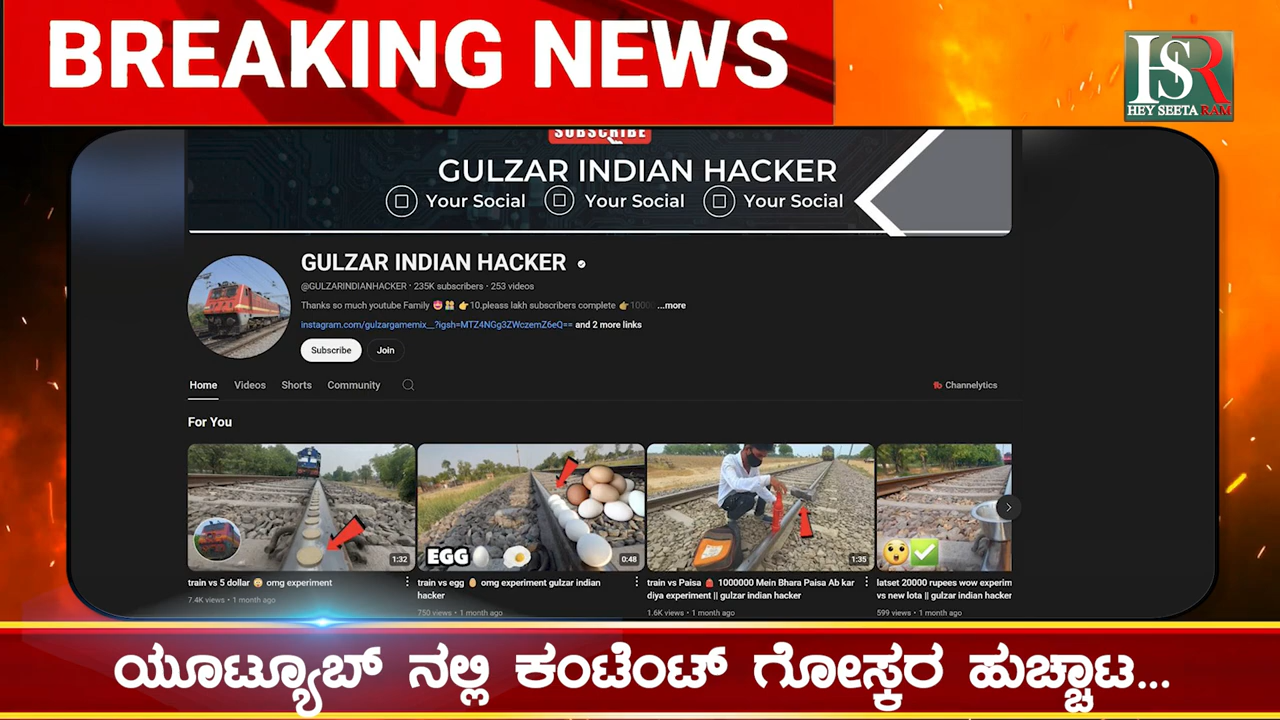 BREAKING NEWS
HSR
HEY SEETA RAM
SUBSCRIBE
GULZAR INDIAN HACKER
Your Social Your Social Your Social
GULZAR INDIAN HACKER
@GULZARINDIANHACKER · 235K subscribers · 253 videos
Thanks so much youtube Family 😍👫 👉10.pleass lakh subscribers complete 👉1000 ...more
instagram.com/gulzargamemix__?igsh=MTZ4NGg3ZWczemZ6eQ== and 2 more links
Subscribe Join
Home Videos Shorts Community Channelytics
For You
1:32
EGG 0:48
1:35
train vs 5 dollar 😱 omg experiment
7.4K views · 1 month ago
train vs egg 🥚 omg experiment gulzar indian
hacker
750 views · 1 month ago
train vs Paisa 1000000 Mein Bhara Paisa Ab kar
diya experiment || gulzar indian hacker
1.6K views · 1 month ago
latset 20000 rupees wow experim
vs new lota || gulzar indian hacker
599 views · 1 month ago
ಯೂಟ್ಯೂಬ್ ನಲ್ಲಿ ಕಂಟೆಂಟ್ ಗೋಸ್ಕರ ಹುಚ್ಚಾಟ...